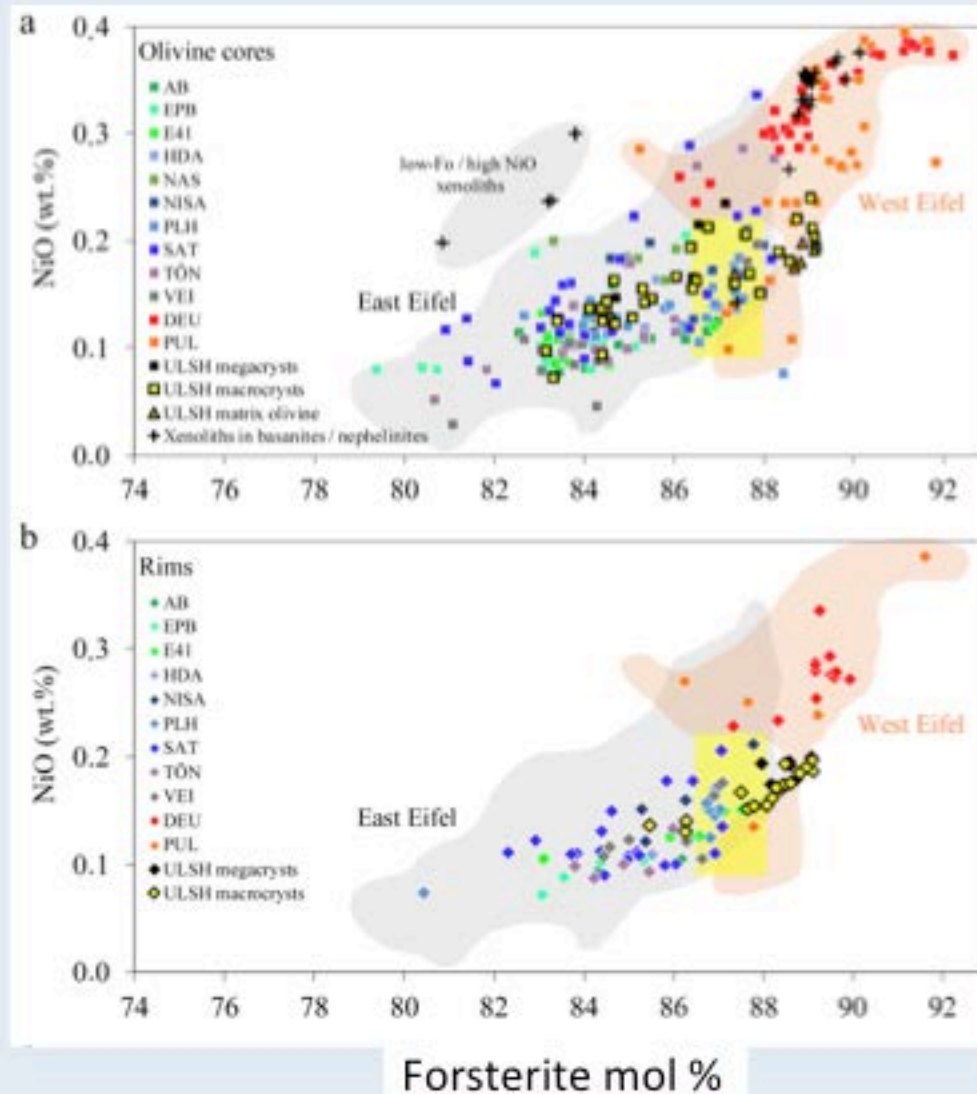 a
0.4
0.3
0.2
0.1
0.0
NiO (wt.%)
Olivine cores
AB
EPB
E41
HDA
NAS
NISA
PLH
SAT
TÖN
VEI
DEU
PUL
ULSH megacrysts
ULSH macrocrysts
ULSH matrix olivine
Xenoliths in basanites / nephelinites
low-Fo / high NiO
xenoliths
West Eifel
East Eifel
74 76 78 80 82 84 86 88 90 92
b
0.4
0.3
0.2
0.1
0.0
NiO (wt.%)
Rims
AB
EPB
E41
HDA
NISA
PLH
SAT
TÖN
VEI
DEU
PUL
ULSH megacrysts
ULSH macrocrysts
West Eifel
East Eifel
74 76 78 80 82 84 86 88 90 92
Forsterite mol %